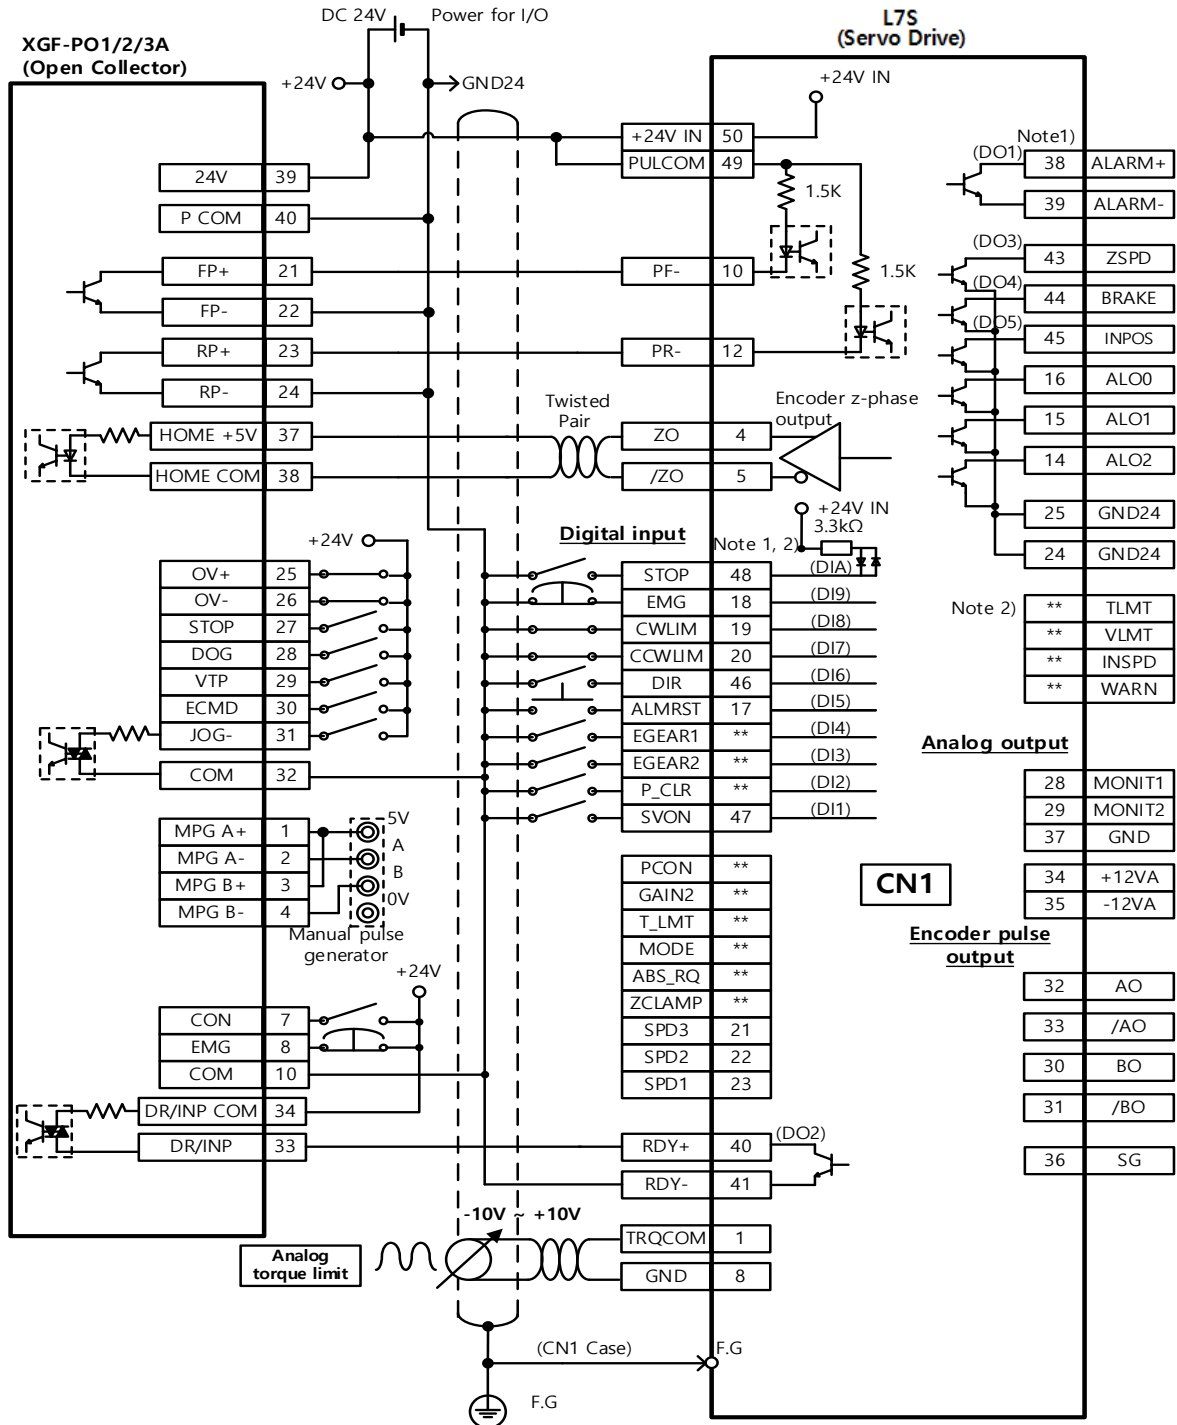 DC 24V
Power for I/O
L7S
(Servo Drive)
XGF-PO1/2/3A
(Open Collector)
+24V
GND24
+24V IN
+24V IN 50
PULCOM 49
1.5K
1.5K
24V 39
P COM 40
FP+ 21
FP- 22
RP+ 23
RP- 24
HOME +5V 37
HOME COM 38
PF- 10
PR- 12
Twisted
Pair
ZO 4
/ZO 5
Encoder z-phase
output
Note1)
(DO1)
38 ALARM+
39 ALARM-
(DO3)
43 ZSPD
(DO4)
44 BRAKE
(DO5)
45 INPOS
16 ALO0
15 ALO1
14 ALO2
25 GND24
24 GND24
+24V IN
3.3kΩ
+24V
OV+ 25
OV- 26
STOP 27
DOG 28
VTP 29
ECMD 30
JOG- 31
COM 32
Digital input
Note 1, 2)
STOP 48 (DIA)
EMG 18 (DI9)
CWLIM 19 (DI8)
CCWLIM 20 (DI7)
DIR 46 (DI6)
ALMRST 17 (DI5)
EGEAR1 ** (DI4)
EGEAR2 ** (DI3)
P_CLR ** (DI2)
SVON 47 (DI1)
Note 2)
** TLMT
** VLMT
** INSPD
** WARN
Analog output
28 MONIT1
29 MONIT2
37 GND
34 +12VA
35 -12VA
MPG A+ 1
MPG A- 2
MPG B+ 3
MPG B- 4
5V
A
B
0V
Manual pulse
generator
PCON **
GAIN2 **
T_LMT **
MODE **
ABS_RQ **
ZCLAMP **
SPD3 21
SPD2 22
SPD1 23
CN1
Encoder pulse
output
32 AO
33 /AO
30 BO
31 /BO
36 SG
+24V
CON 7
EMG 8
COM 10
DR/INP COM 34
DR/INP 33
RDY+ 40
(DO2)
RDY- 41
-10V ~ +10V
Analog
torque limit
TRQCOM 1
GND 8
(CN1 Case)
F.G
F.G